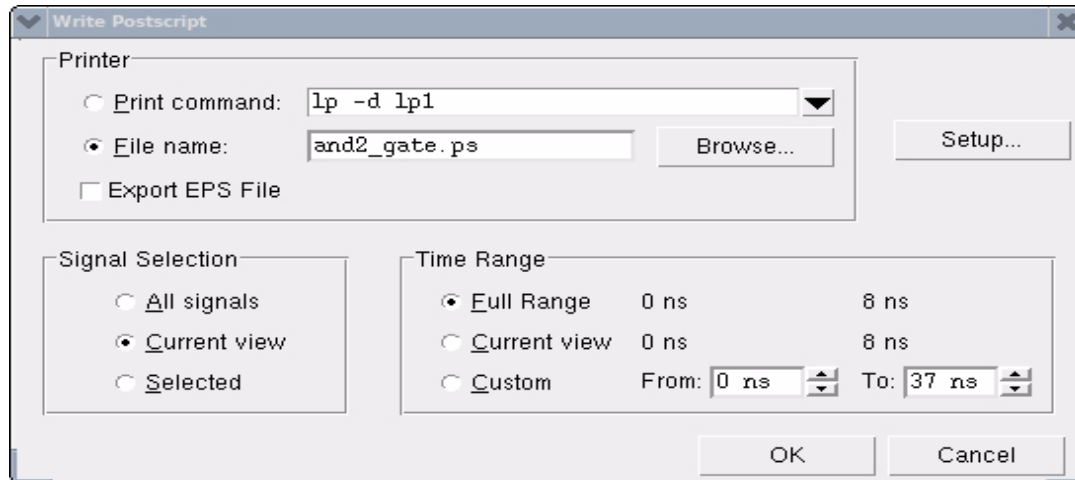 Write Postscript
Printer
Print command: lp -d lp1
File name: and2_gate.ps Browse...
Setup...
Export EPS File
Signal Selection
All signals
Current view
Selected
Time Range
Full Range 0 ns 8 ns
Current view 0 ns 8 ns
Custom From: 0 ns To: 37 ns
OK Cancel